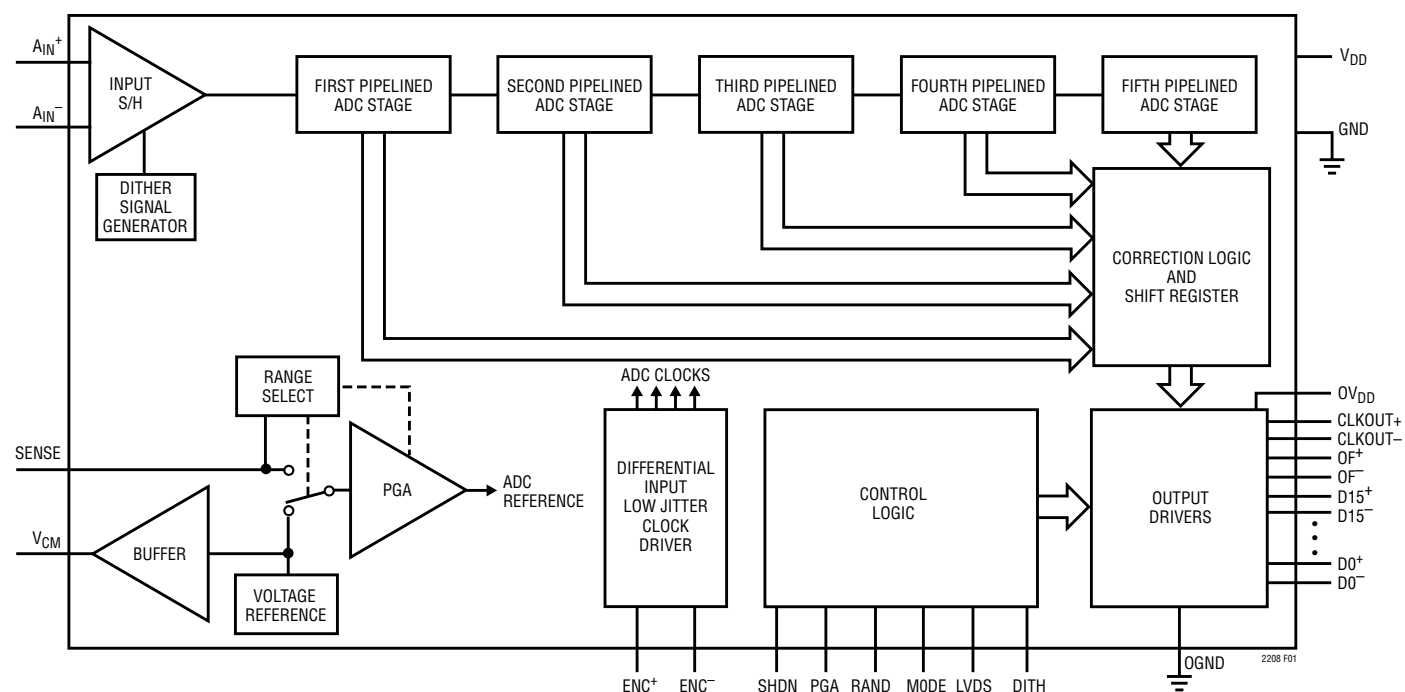 AIN+
AIN−
INPUT
S/H
DITHER
SIGNAL
GENERATOR
FIRST PIPELINED
ADC STAGE
SECOND PIPELINED
ADC STAGE
THIRD PIPELINED
ADC STAGE
FOURTH PIPELINED
ADC STAGE
FIFTH PIPELINED
ADC STAGE
VDD
GND
CORRECTION LOGIC
AND
SHIFT REGISTER
RANGE
SELECT
SENSE
PGA
ADC
REFERENCE
VCM
BUFFER
VOLTAGE
REFERENCE
ADC CLOCKS
DIFFERENTIAL
INPUT
LOW JITTER
CLOCK
DRIVER
CONTROL
LOGIC
OUTPUT
DRIVERS
OVDD
CLKOUT+
CLKOUT−
OF+
OF−
D15+
D15−
D0+
D0−
OGND
2208 F01
ENC+
ENC−
SHDN
PGA
RAND
MODE
LVDS
DITH